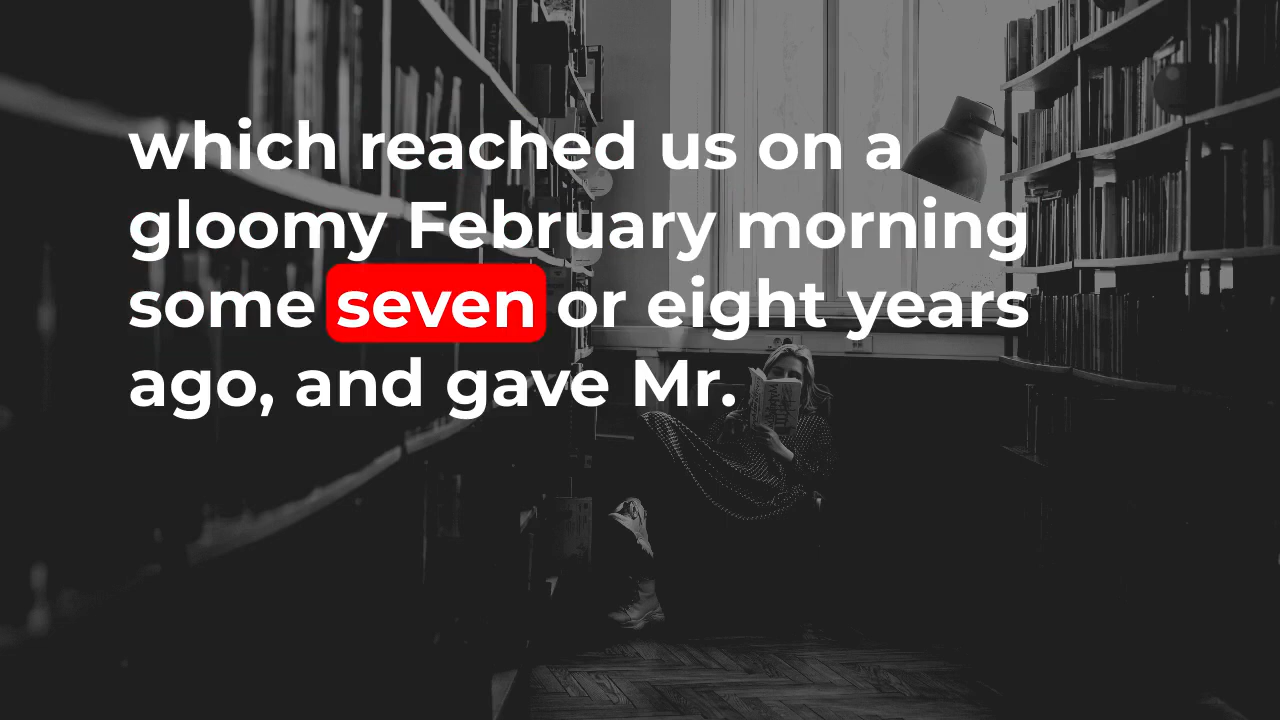 which reached us on a
gloomy February morning
some seven or eight years
ago, and gave Mr.